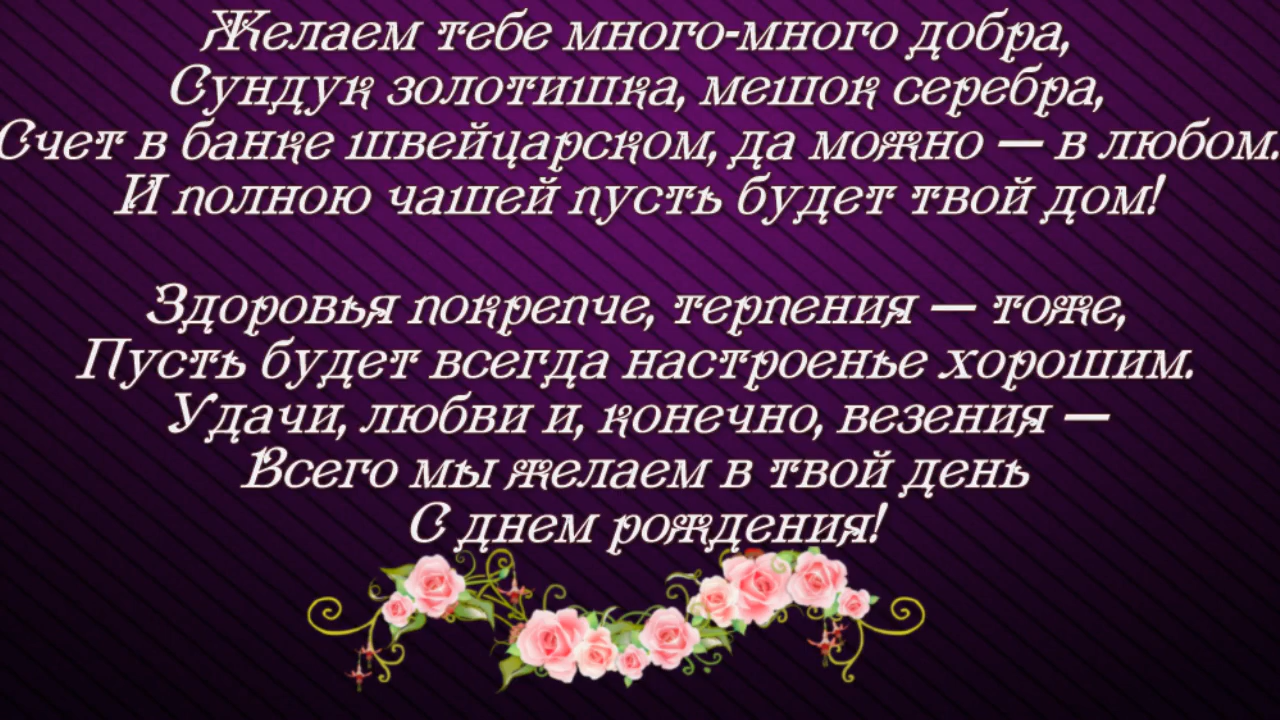 Желаем тебе много-много добра,
Сундук золотишка, мешок серебра,
Счет в банке швейцарском, да можно — в любом.
И полною чашей пусть будет твой дом!
Здоровья покрепче, терпения — тоже,
Пусть будет всегда настроенье хорошим.
Удачи, любви и, конечно, везения —
Всего мы желаем в твой день
С днем рождения!